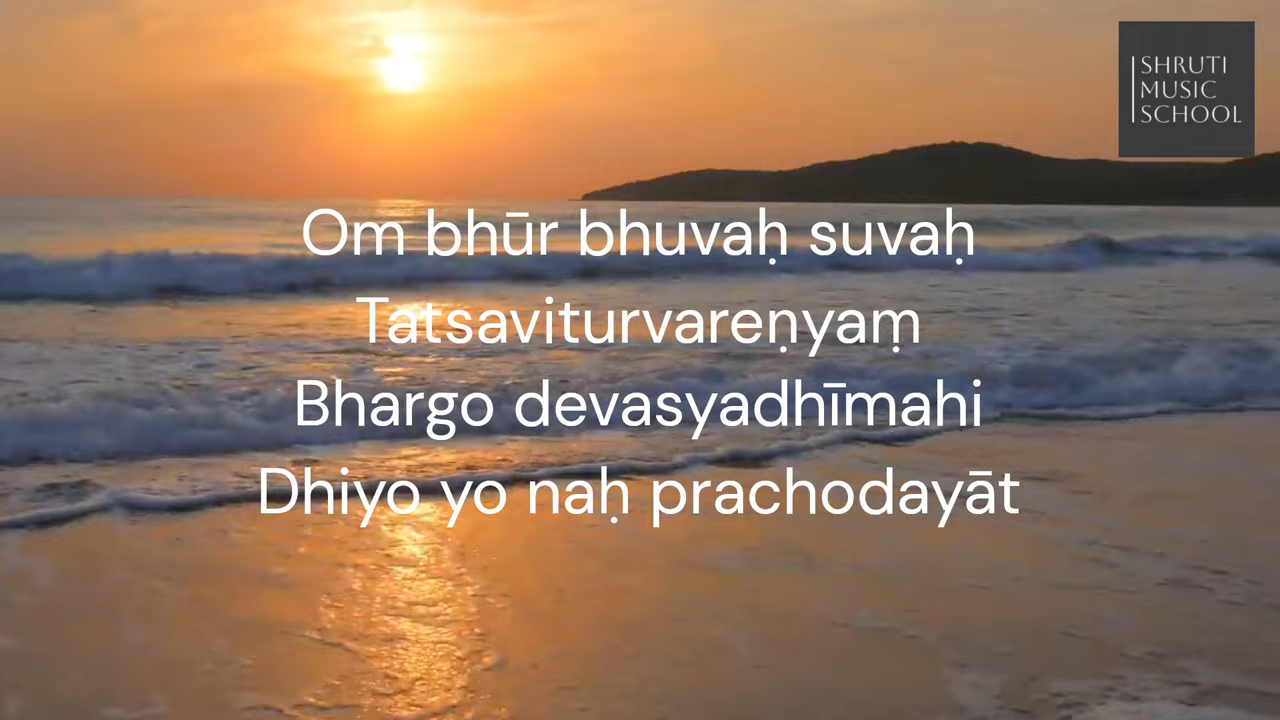 SHRUTI
MUSIC
SCHOOL
Om bhūr bhuvaḥ suvaḥ
Tatsaviturvareṇyaṃ
Bhargo devasyadhīmahi
Dhiyo yo naḥ prachodayāt